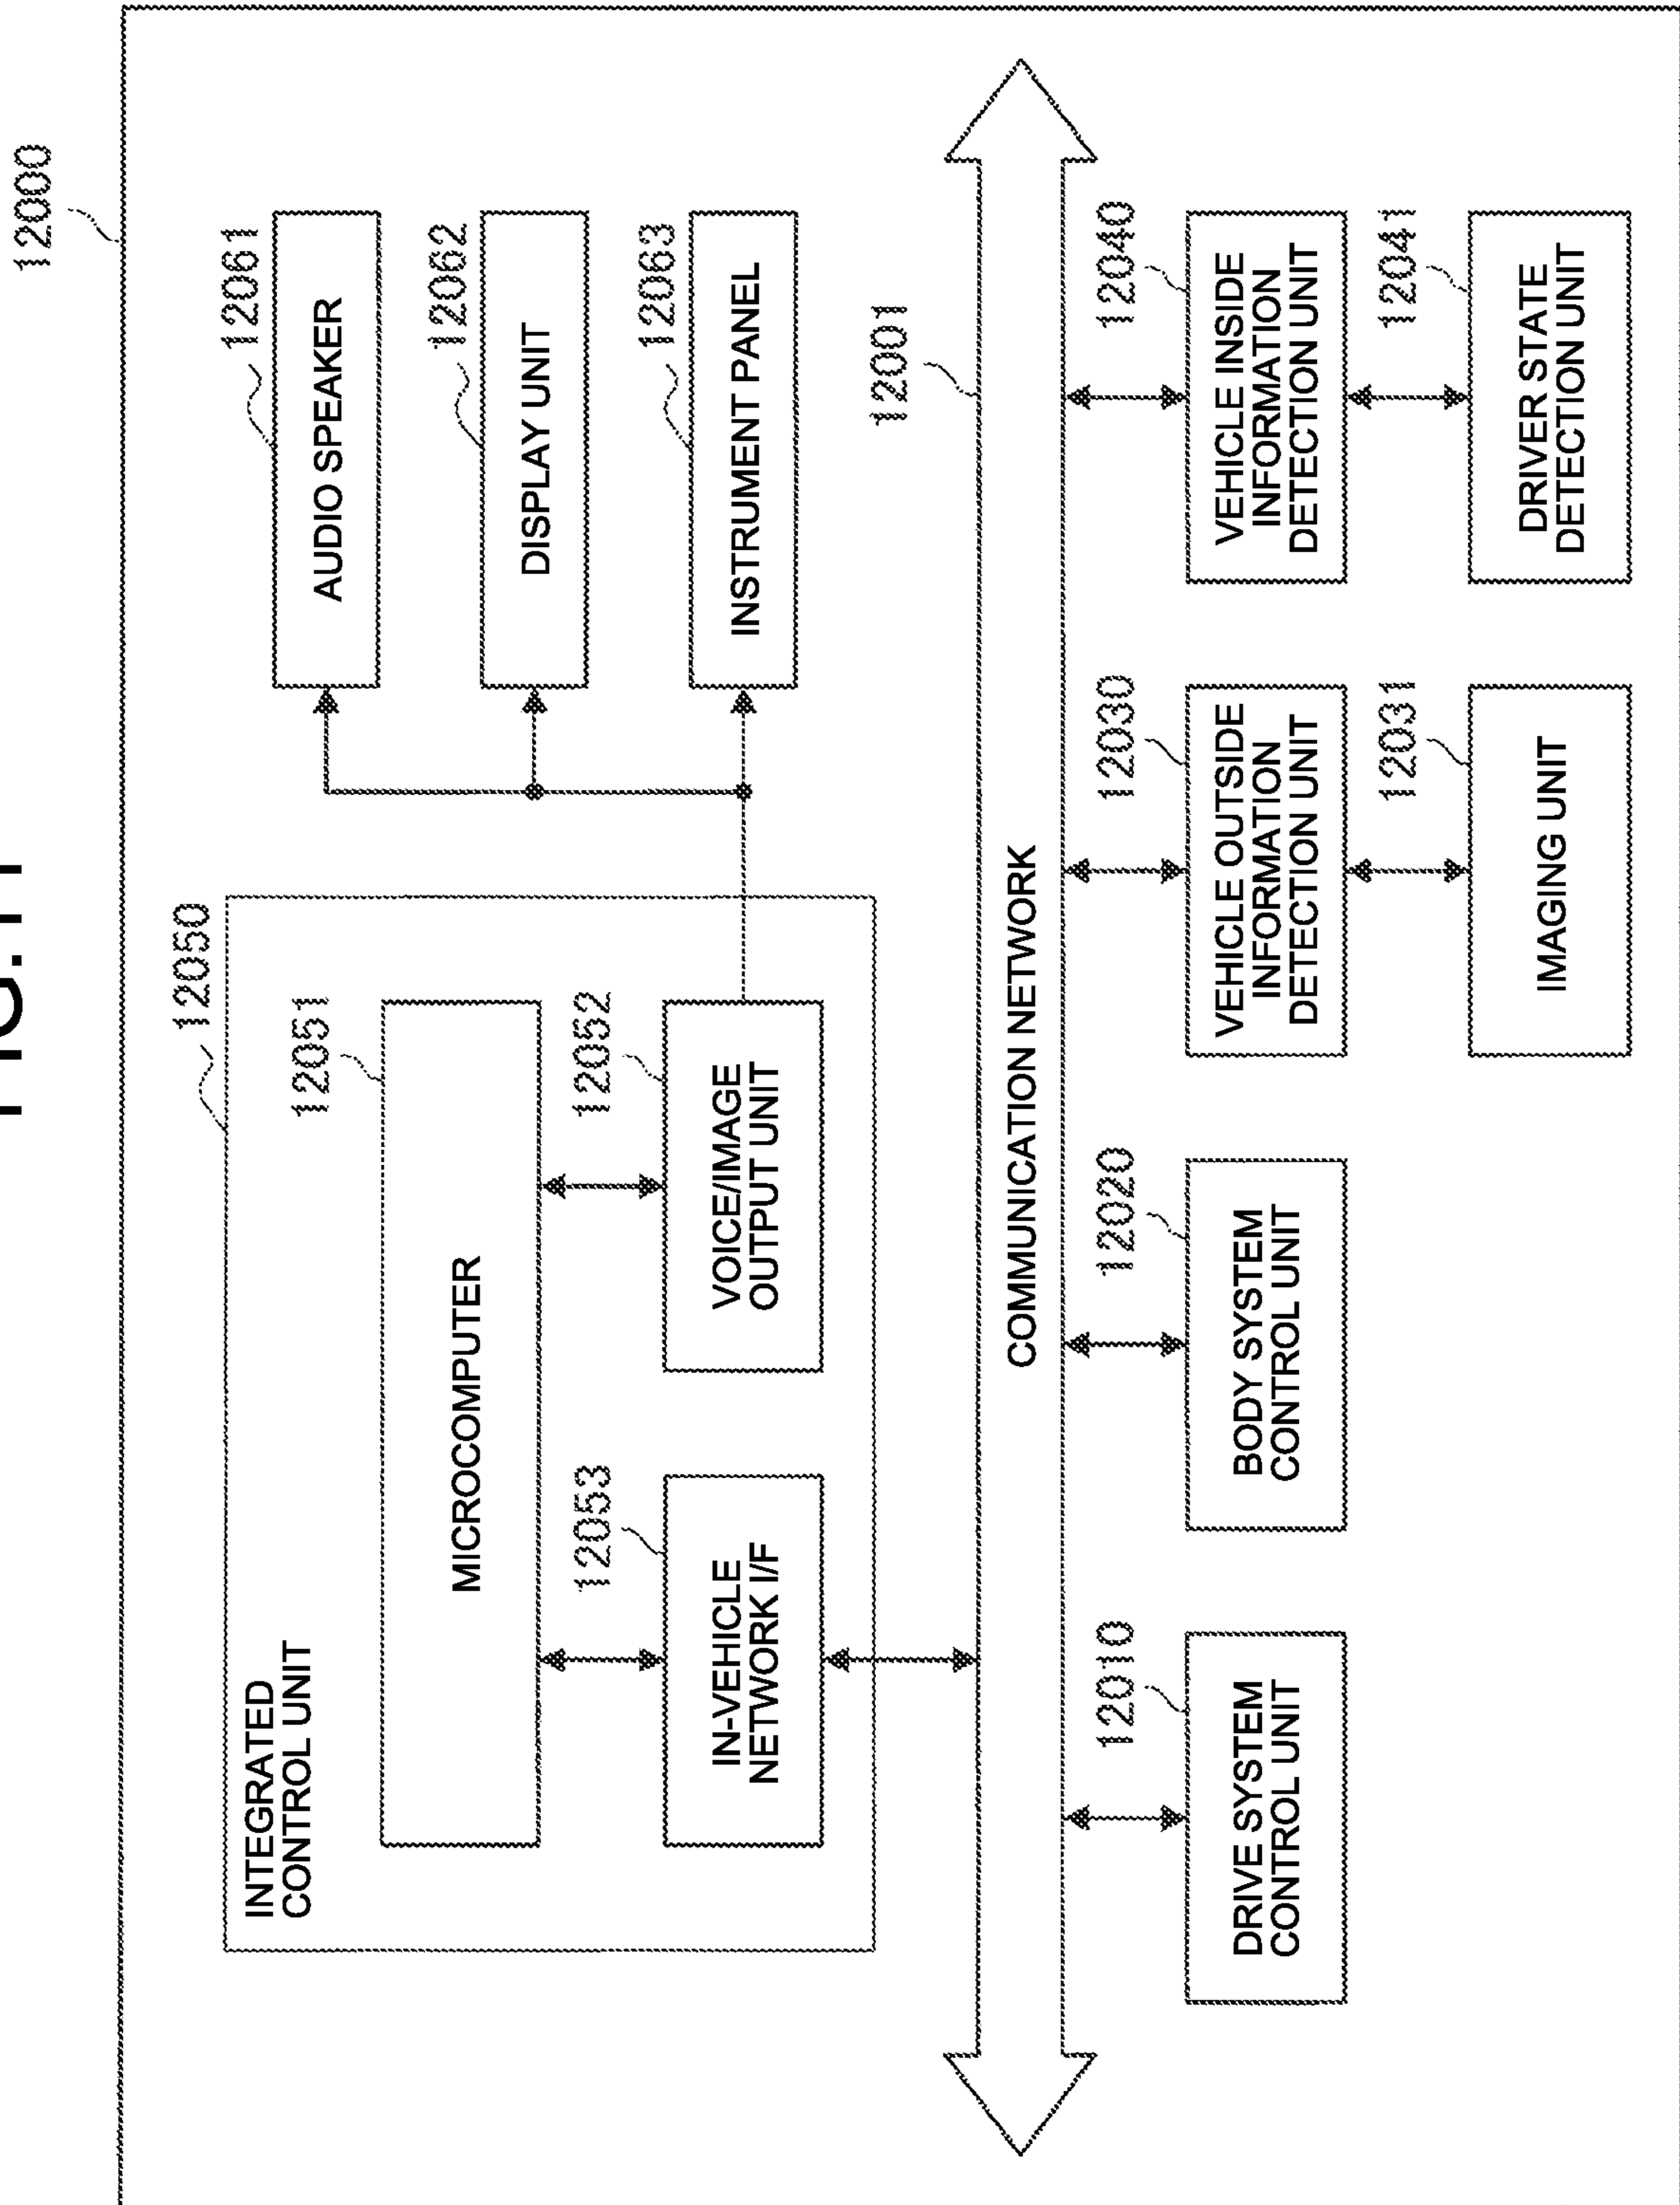 12000
12050
INTEGRATED
CONTROL UNIT
12051
MICROCOMPUTER
12061
AUDIO SPEAKER
12062
DISPLAY UNIT
12053
IN-VEHICLE
NETWORK I/F
12052
VOICE/IMAGE
OUTPUT UNIT
12063
INSTRUMENT PANEL
12001
COMMUNICATION NETWORK
12010
DRIVE SYSTEM
CONTROL UNIT
12020
BODY SYSTEM
CONTROL UNIT
12030
VEHICLE OUTSIDE
INFORMATION
DETECTION UNIT
12040
VEHICLE INSIDE
INFORMATION
DETECTION UNIT
12031
IMAGING UNIT
12041
DRIVER STATE
DETECTION UNIT